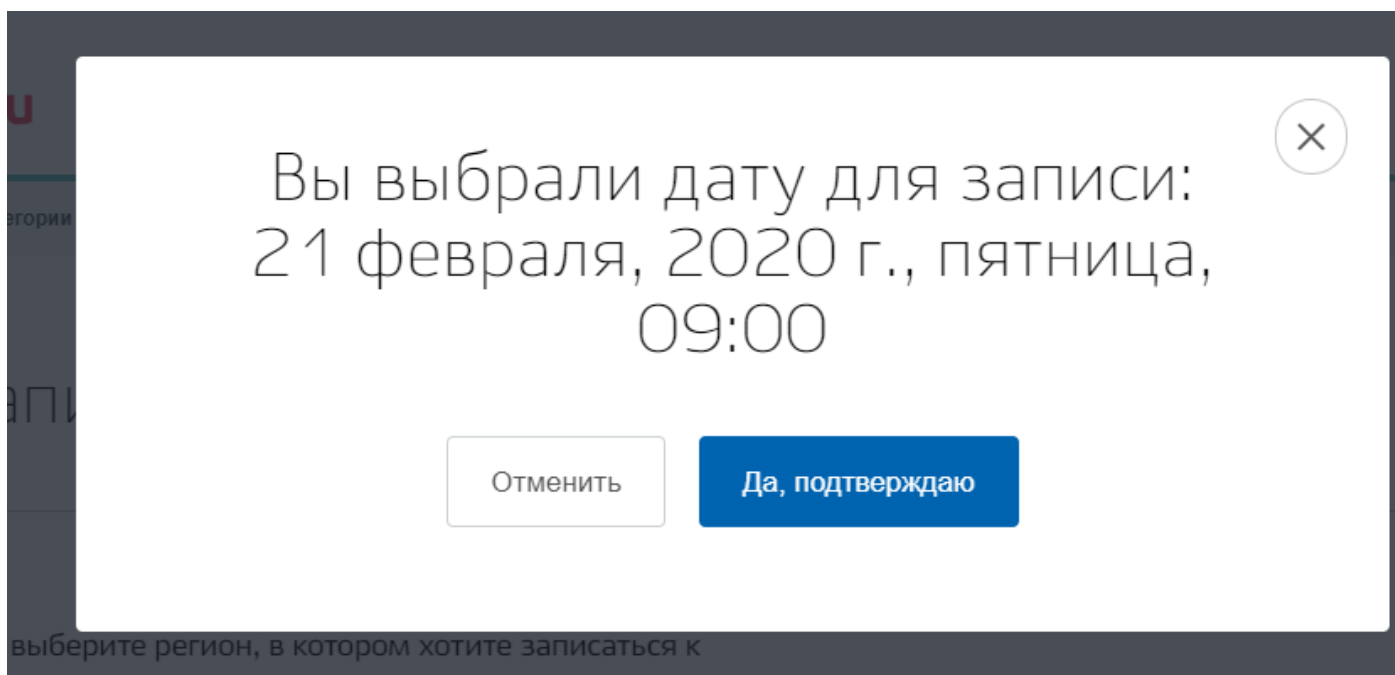 Вы выбрали дату для записи:
21 февраля, 2020 г., пятница,
09:00
Отменить
Да, подтверждаю
выберите регион, в котором хотите записаться к